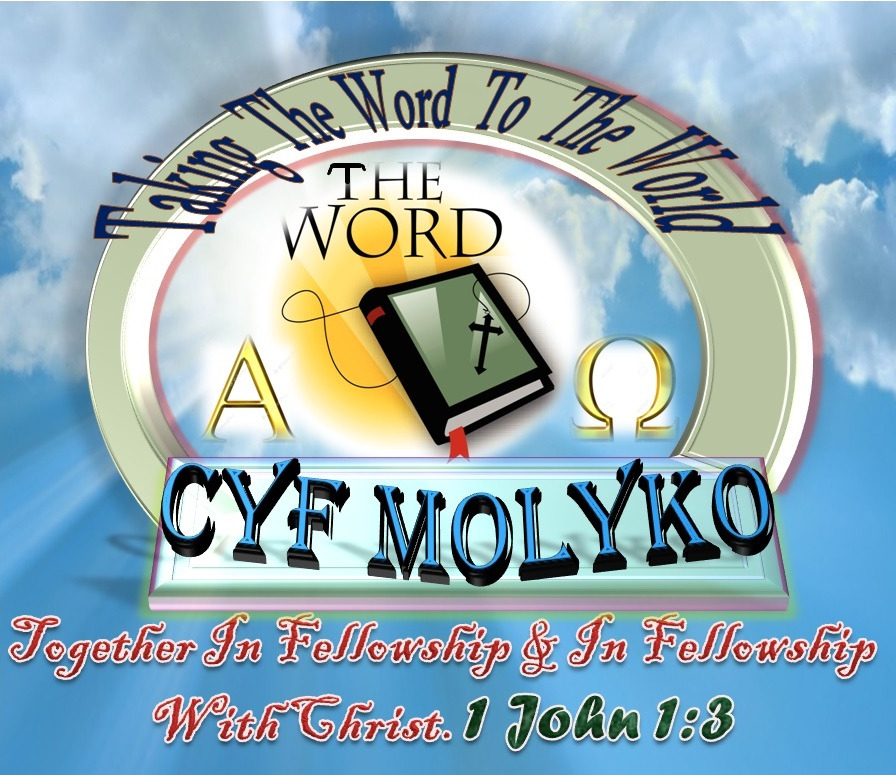 Taking The Word To The World
THE
WORD
Α Ω
CYF MOLYKO
Together In Fellowship & In Fellowship
With Christ. 1 John 1:3